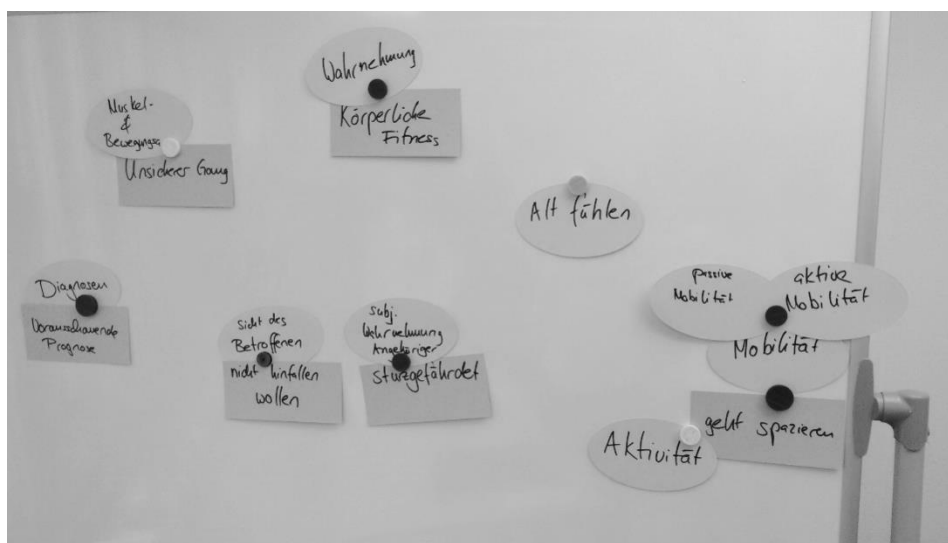 Wahrnehmung
Körperliche
Fitness
Muskel-
&
Unsicherer Gang
Alt fühlen
Diagnosen
Vorausschauende
Prognose
Sicht des
Betroffenen
nicht hinfallen
wollen
Subj.
Wahrnehmung
Angehöriger
sturzgefährdet
passive
Mobilität
aktive
Mobilität
Mobilität
geht spazieren
Aktivität